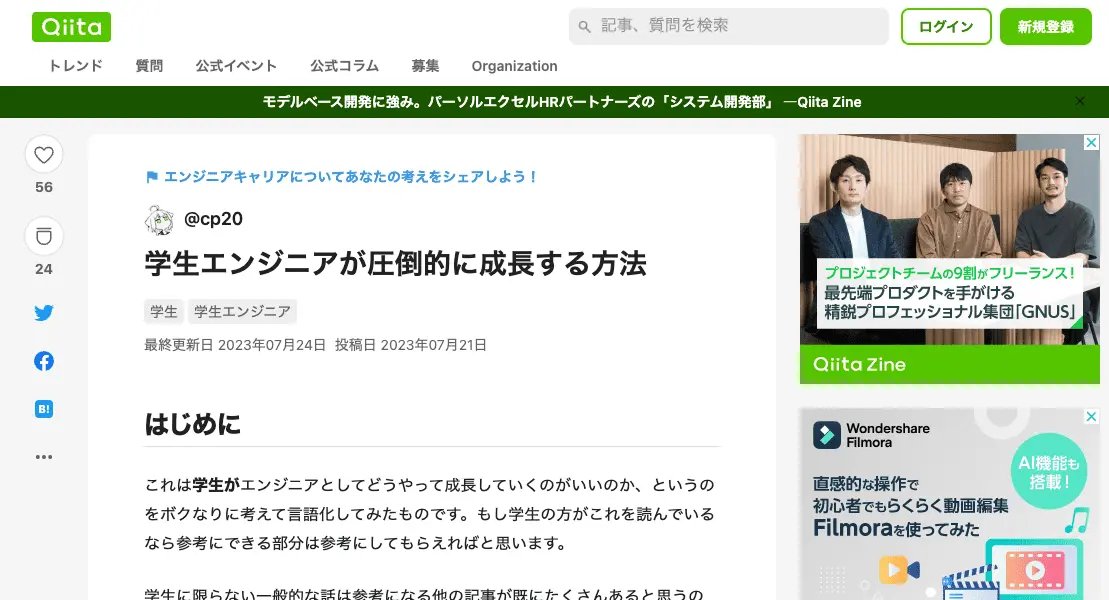 Qiita
記事、質問を検索
ログイン
新規登録
トレンド
質問
公式イベント
公式コラム
募集
Organization
モデルベース開発に強み。パーソルエクセルHRパートナーズの「システム開発部」 —Qiita Zine
56
24
B!
エンジニアキャリアについてあなたの考えをシェアしよう！
@cp20
学生エンジニアが圧倒的に成長する方法
学生
学生エンジニア
最終更新日 2023年07月24日 投稿日 2023年07月21日
はじめに
これは学生がエンジニアとしてどうやって成長していくのがいいのか、というの
をボクなりに考えて言語化してみたものです。もし学生の方がこれを読んでいる
なら参考にできる部分は参考にしてもらえればと思います。
学生に限らない一般的な話は参考になる他の記事が既にたくさんあると思うの
プロジェクトチームの9割がフリーランス！
最先端プロダクトを手がける
精鋭プロフェッショナル集団「GNUS」
Qiita Zine
Wondershare
Filmora
AI機能も
搭載！
直感的な操作で
初心者でもらくらく動画編集
Filmoraを使ってみた